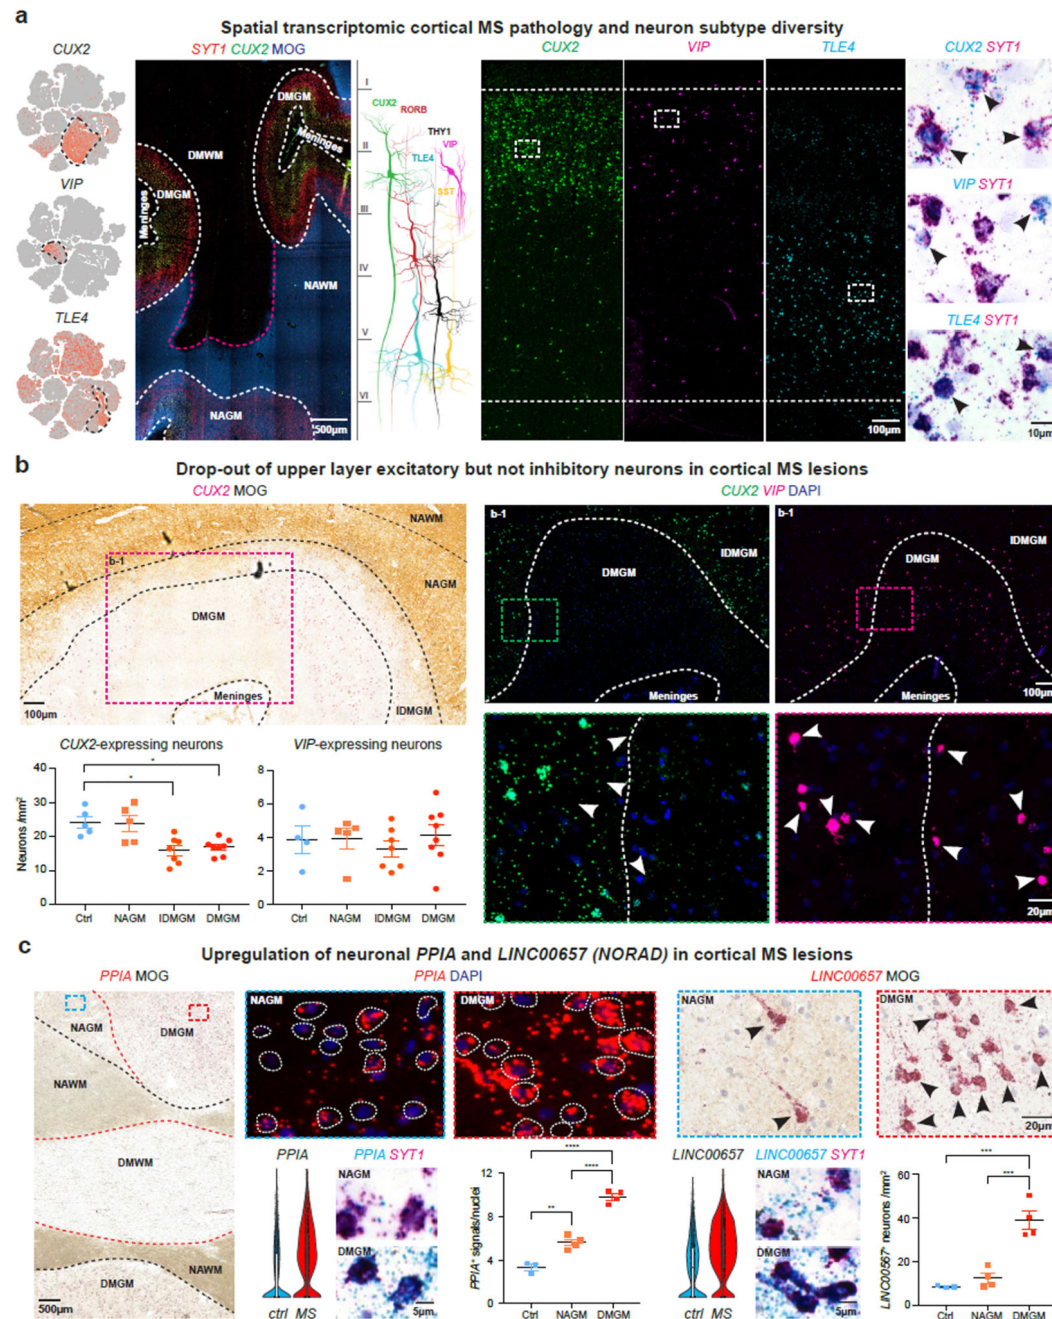 a
Spatial transcriptomic cortical MS pathology and neuron subtype diversity
CUX2
VIP
TLE4
SYT1 CUX2 MOG
DMGM
Meninges
DMWM
DMGM
Meninges
NAWM
NAGM
500µm
I
II
III
IV
V
VI
CUX2
RORB
THY1
TLE4
VIP
SST
CUX2
VIP
TLE4
100µm
CUX2 SYT1
VIP SYT1
TLE4 SYT1
10µm
b
Drop-out of upper layer excitatory but not inhibitory neurons in cortical MS lesions
CUX2 MOG
NAWM
b-1
NAGM
DMGM
Meninges
IDMGM
100µm
CUX2 VIP DAPI
b-1
IDMGM
DMGM
Meninges
b-1
IDMGM
DMGM
Meninges
100µm
20µm
CUX2-expressing neurons
Neurons /mm²
40
30
20
10
0
*
*
Ctrl NAGM IDMGM DMGM
VIP-expressing neurons
8
6
4
2
0
Ctrl NAGM IDMGM DMGM
c
Upregulation of neuronal PPIA and LINC00657 (NORAD) in cortical MS lesions
PPIA MOG
NAGM
DMGM
NAWM
DMWM
NAWM
DMGM
500µm
PPIA DAPI
NAGM
DMGM
LINC00657 MOG
NAGM
DMGM
20µm
PPIA
ctrl MS
PPIA SYT1
NAGM
DMGM
5µm
PPIA⁺ signals/nuclei
12
8
4
0
****
****
**
Ctrl NAGM DMGM
LINC00657
ctrl MS
LINC00657 SYT1
NAGM
DMGM
5µm
LINC00567⁺ neurons /mm²
60
40
20
0
***
***
Ctrl NAGM DMGM